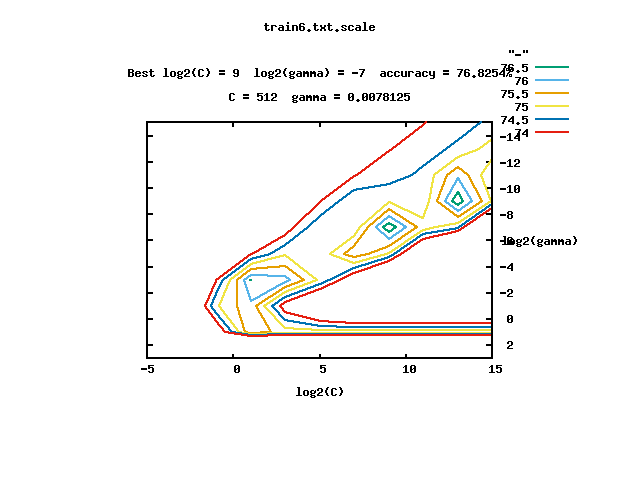 train6.txt.scale
"-"
Best log2(C) = 9  log2(gamma) = -7  accuracy = 76.8254%
76.5
76
C = 512  gamma = 0.0078125
75.5
75
74.5
74
-14
-12
-10
-8
-6
log2(gamma)
-4
-2
0
2
-5 0 5 10 15
log2(C)